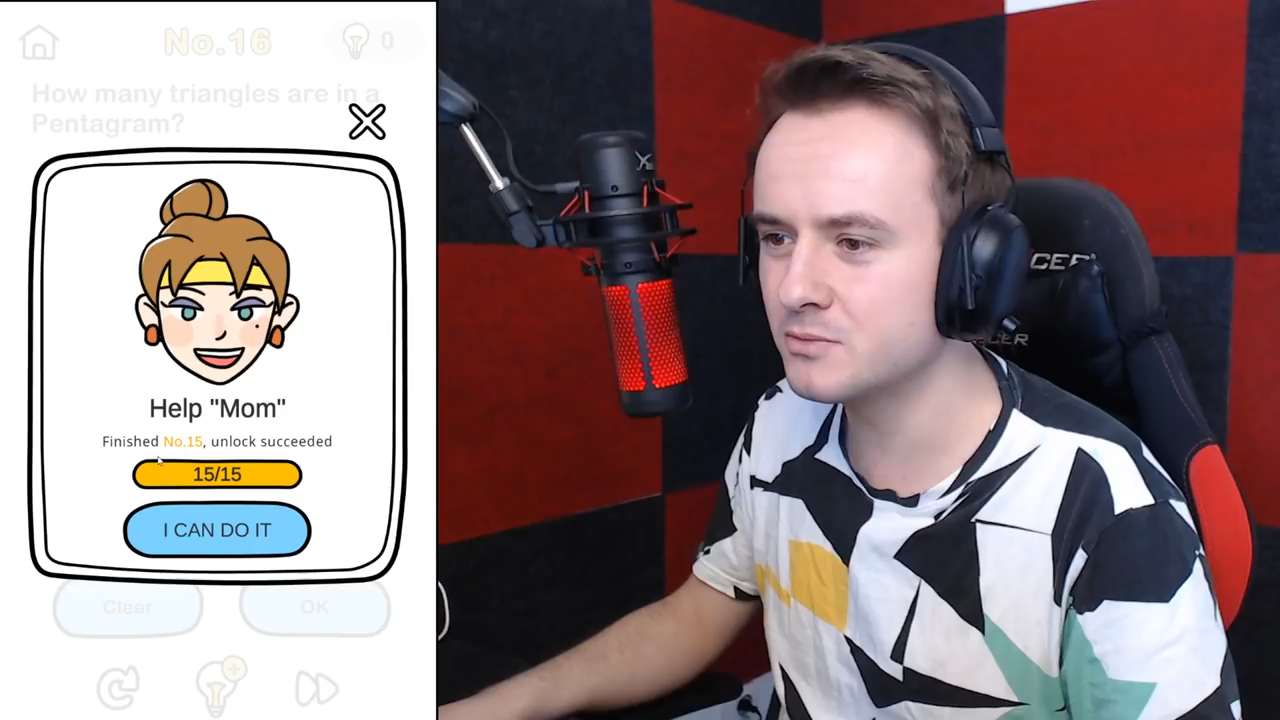 No.16
0
How many triangles are in a
Pentagram?
Help "Mom"
Finished No.15, unlock succeeded
15/15
I CAN DO IT
Clear
OK